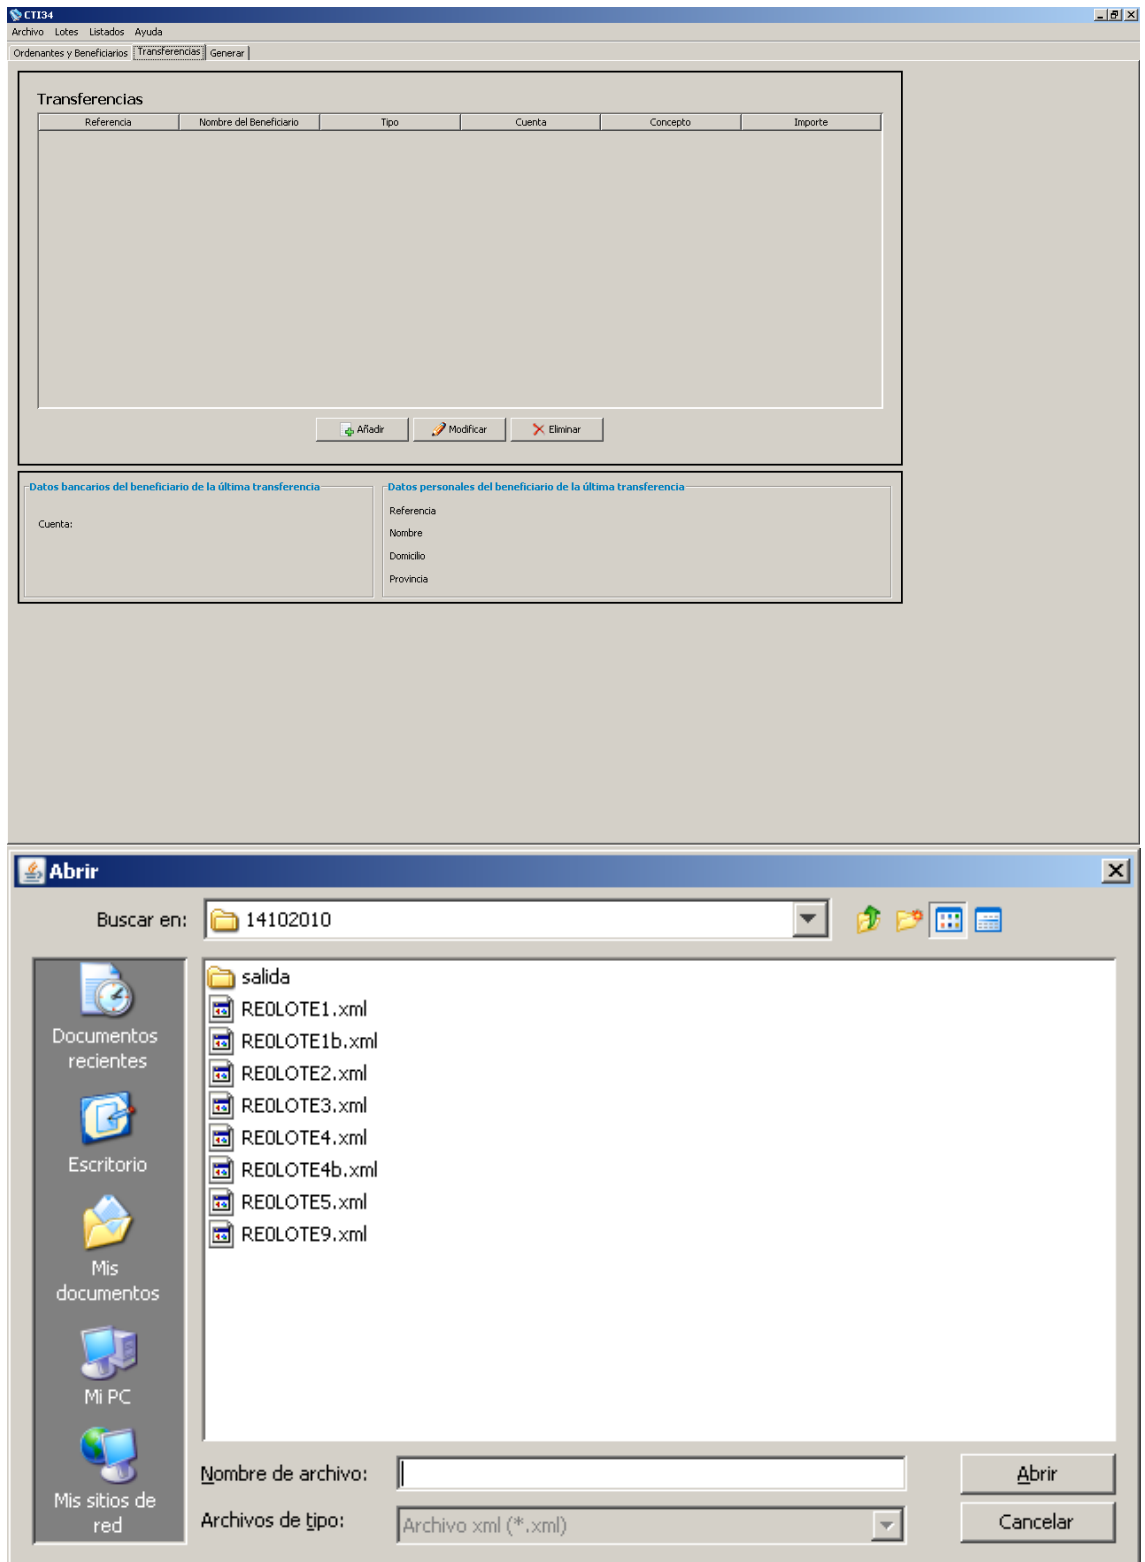 CTI34
Archivo Lotes Listados Ayuda
Ordenantes y Beneficiarios Transferencias Generar
Transferencias
Referencia Nombre del Beneficiario Tipo Cuenta Concepto Importe
Añadir Modificar Eliminar
Datos bancarios del beneficiario de la última transferencia
Cuenta:
Datos personales del beneficiario de la última transferencia
Referencia
Nombre
Domicilio
Provincia
Abrir
Buscar en: 14102010
Documentos
recientes
Escritorio
Mis
documentos
Mi PC
Mis sitios de
red
salida
RE0LOTE1.xml
RE0LOTE1b.xml
RE0LOTE2.xml
RE0LOTE3.xml
RE0LOTE4.xml
RE0LOTE4b.xml
RE0LOTE5.xml
RE0LOTE9.xml
Nombre de archivo: Abrir
Archivos de tipo: Archivo xml (*.xml) Cancelar